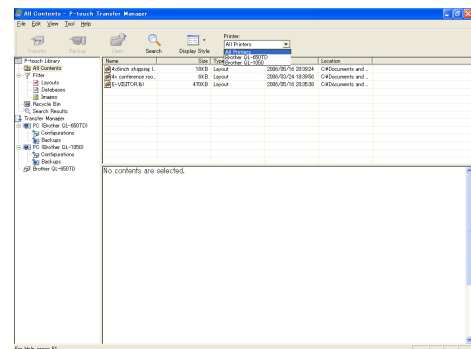 All Contents - P-touch Transfer Manager
File Edit View Tool Help
Transfer Backup Open Search Display Style
Printer:
All Printers
All Printers
Brother QL-650TD
Brother QL-1050
P-touch Library
All Contents
Filter
Layouts
Databases
Images
Recycle Bin
Search Results
Transfer Manager
PC (Brother QL-650TD)
Configurations
Backups
PC (Brother QL-1050)
Configurations
Backups
Brother QL-650TD
Name Size Type Location
4x6inch shipping l... 18KB Layout 2006/05/16 20:39:24 C:¥Documents and...
4x conference roo... 6KB Layout 2006/03/24 18:39:56 C:¥Documents and...
E-VISITOR.lbl 470KB Layout 2006/05/16 20:35:38 C:¥Documents and...
No contents are selected.
For Help, press F1